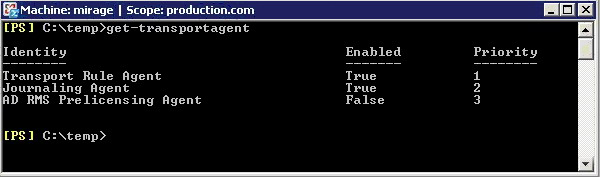 Machine: mirage | Scope: production.com
[PS] C:\temp>get-transportagent
Identity Enabled Priority
-------- ------- --------
Transport Rule Agent True 1
Journaling Agent True 2
AD RMS Prelicensing Agent False 3
[PS] C:\temp>